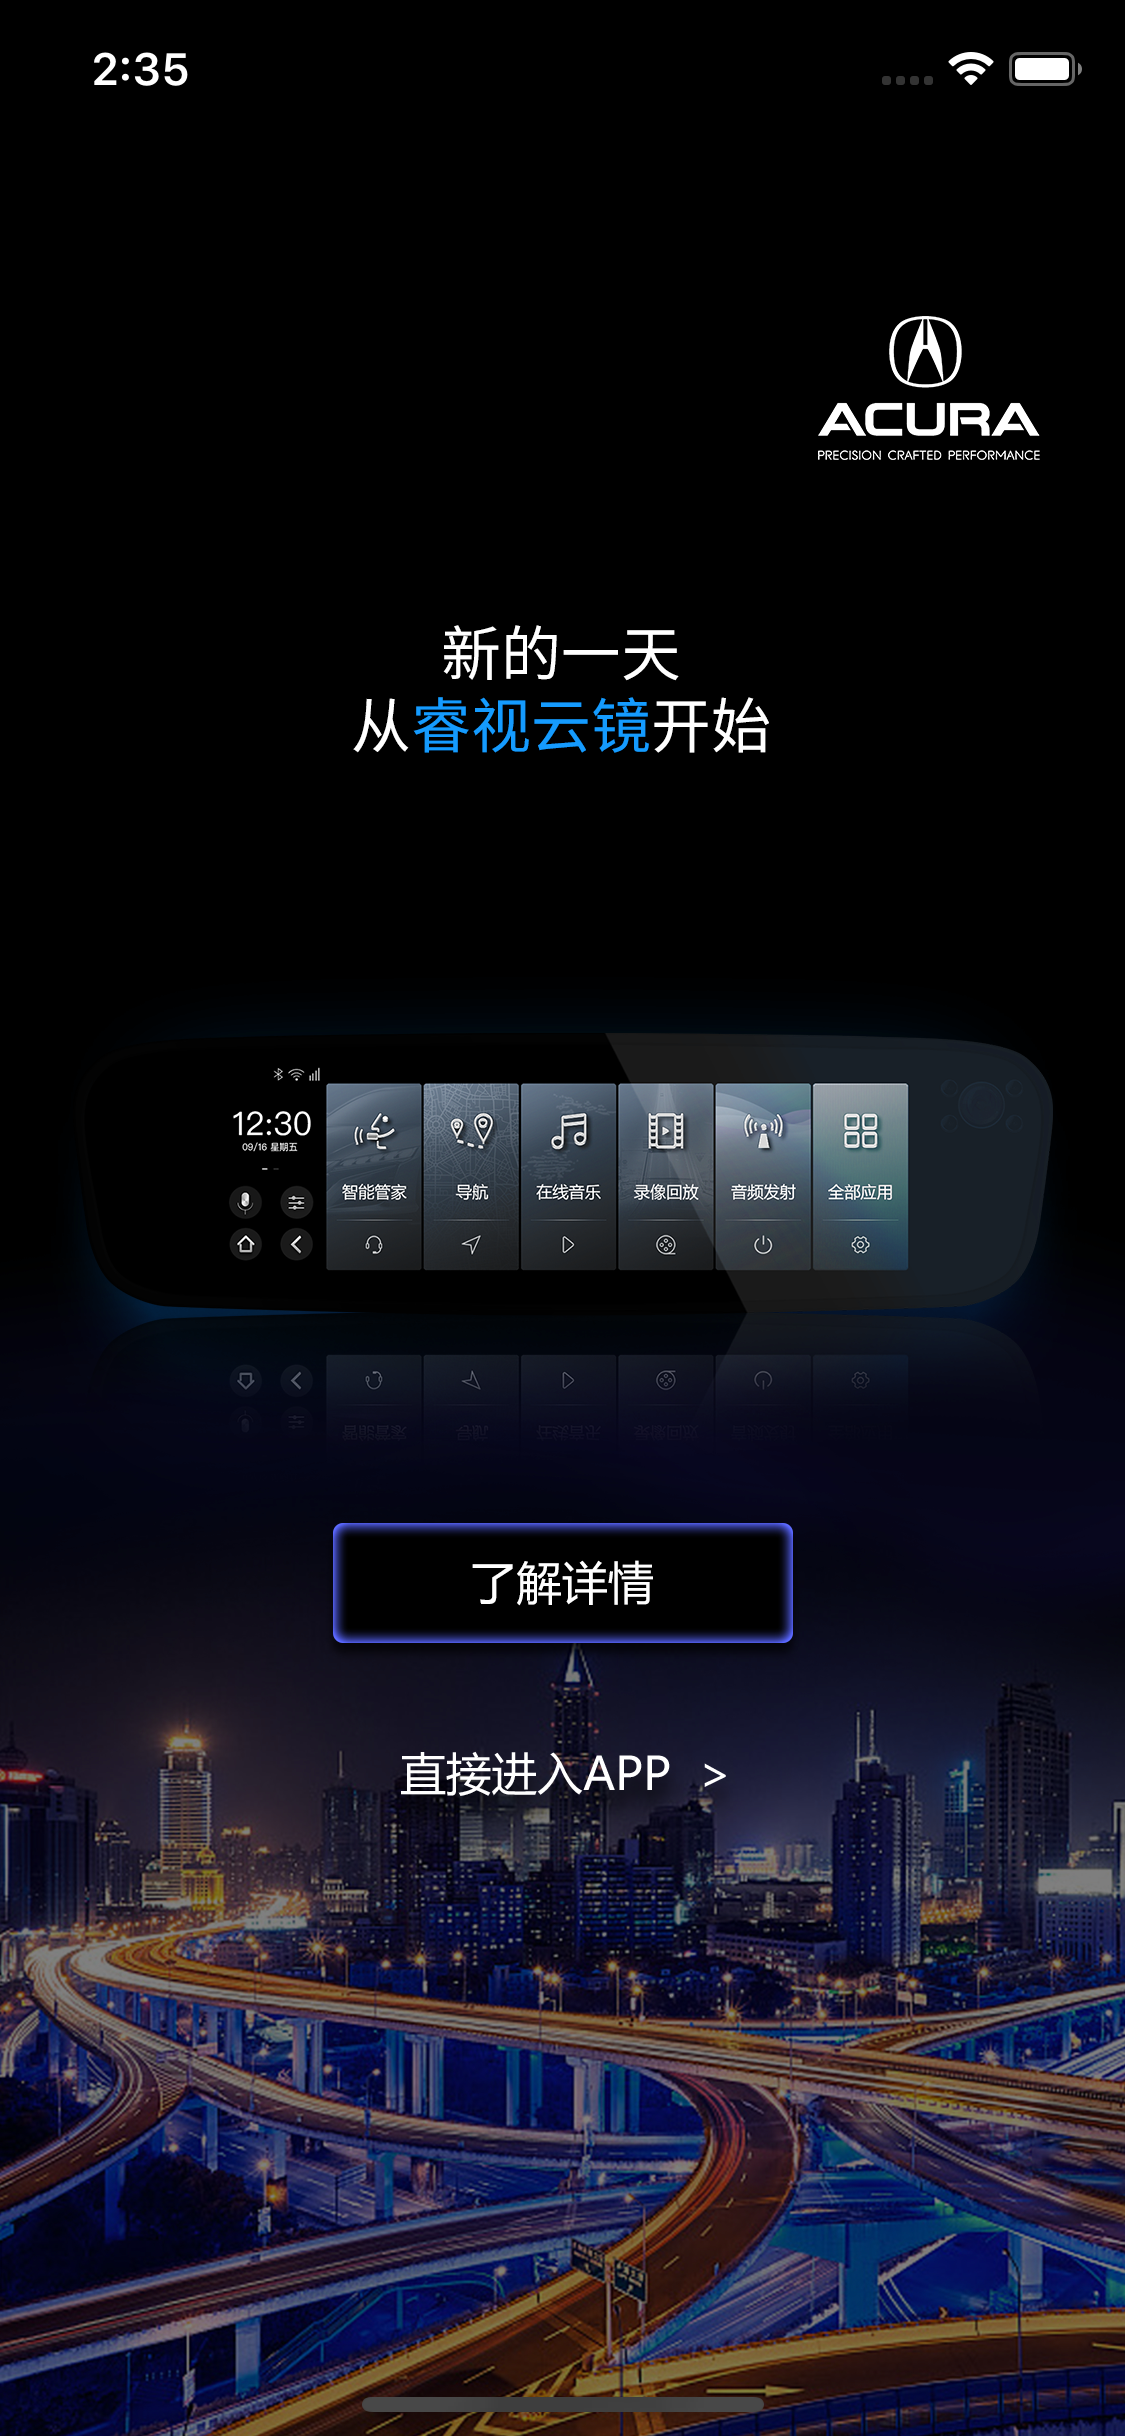 2:35
ACURA
PRECISION CRAFTED PERFORMANCE
新的一天
从睿视云镜开始
12:30
09/16 星期五
智能管家
导航
在线音乐
录像回放
音频发射
全部应用
了解详情
直接进入APP >